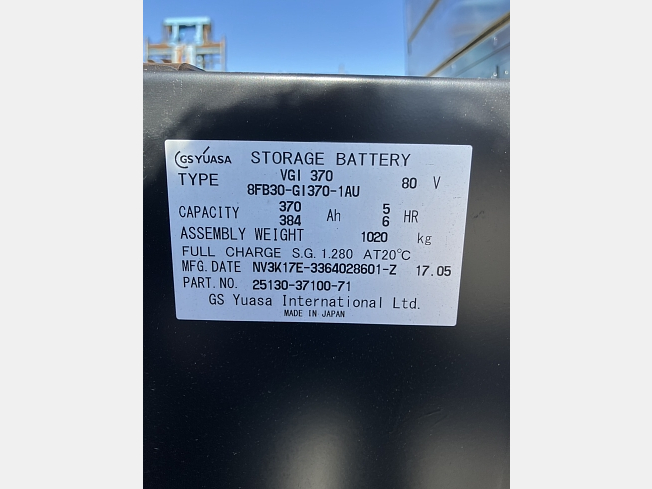 GS YUASA STORAGE BATTERY
TYPE VGI 370 80 V
8FB30-GI370-1AU
CAPACITY 370 Ah 5 HR
384 6
ASSEMBLY WEIGHT 1020 kg
FULL CHARGE S.G. 1.280 AT20℃
MFG. DATE NV3K17E-3364028601-Z 17.05
PART.NO. 25130-37100-71
GS Yuasa International Ltd.
MADE IN JAPAN